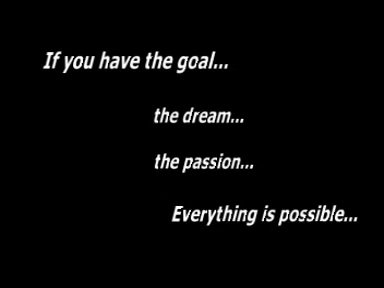 If you have the goal...
the dream...
the passion...
Everything is possible...